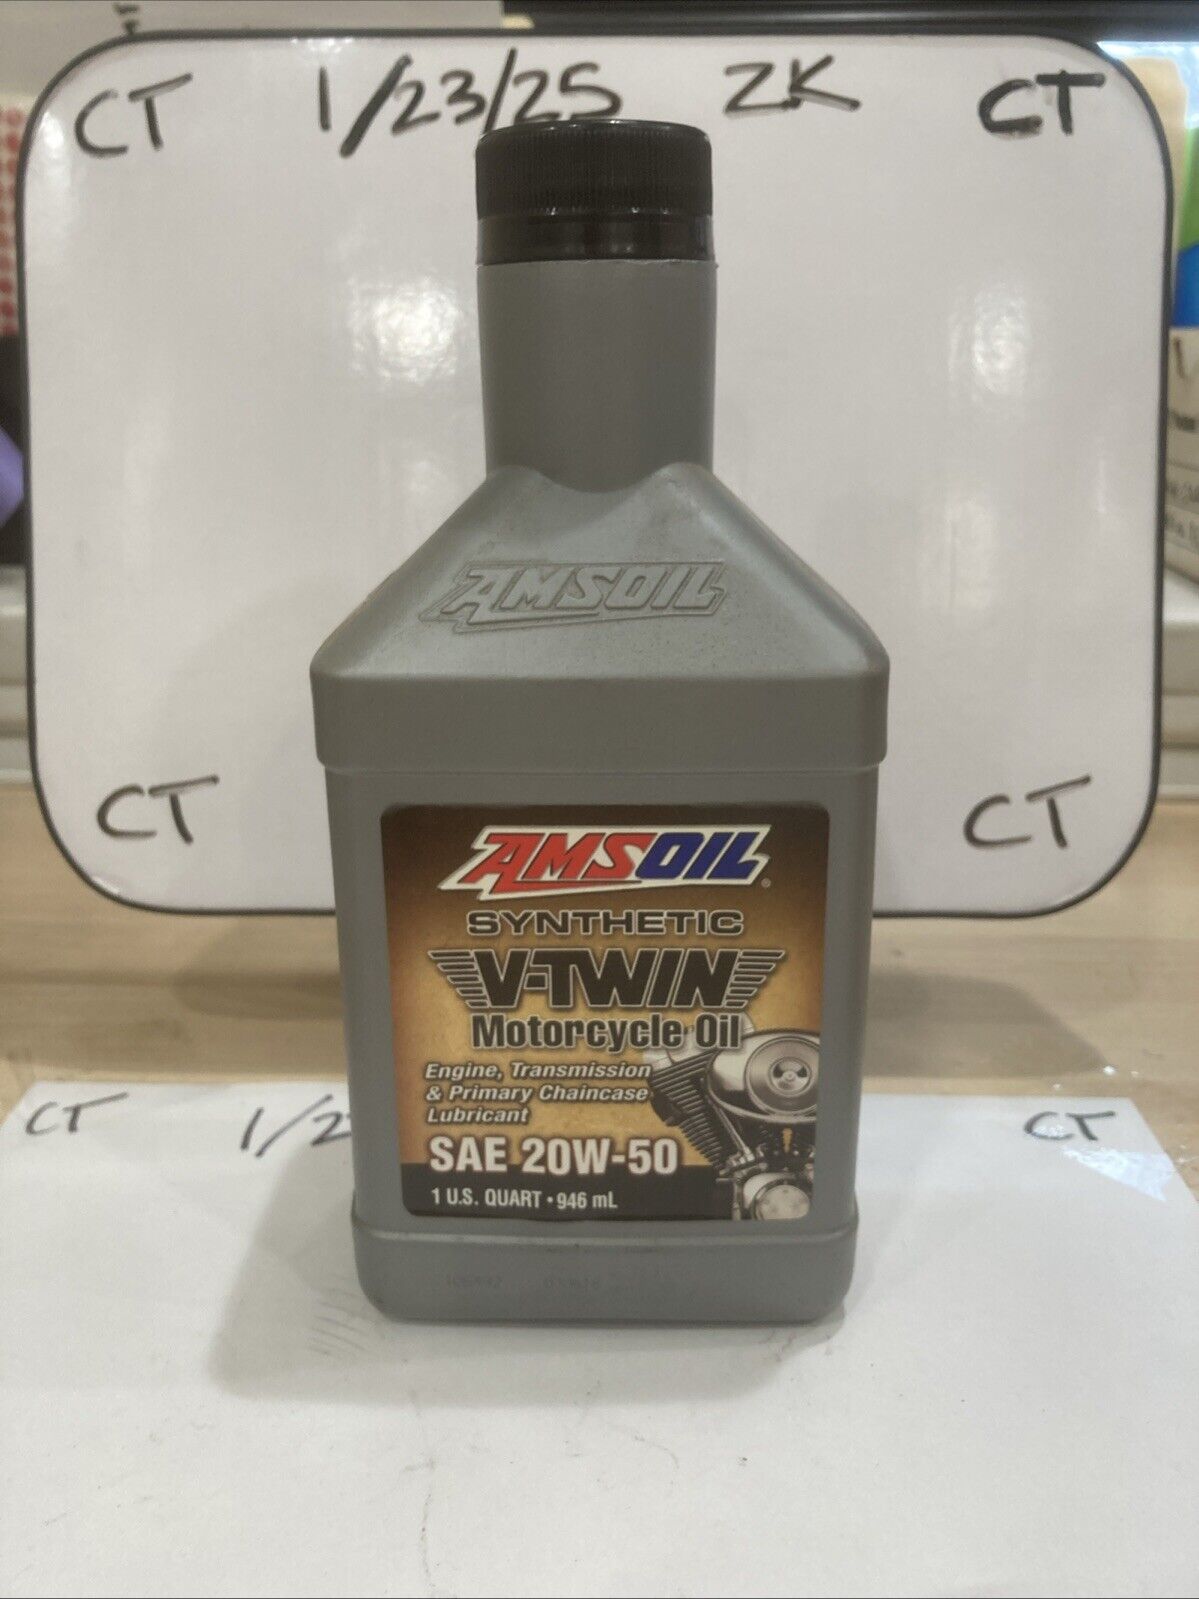 CT 1/23/25 ZK CT
AMSOIL
CT CT
AMSOIL®
SYNTHETIC
V-TWIN
Motorcycle Oil
Engine, Transmission
& Primary Chaincase
Lubricant
SAE 20W-50
1 U.S. QUART • 946 mL
CT 1/2 CT